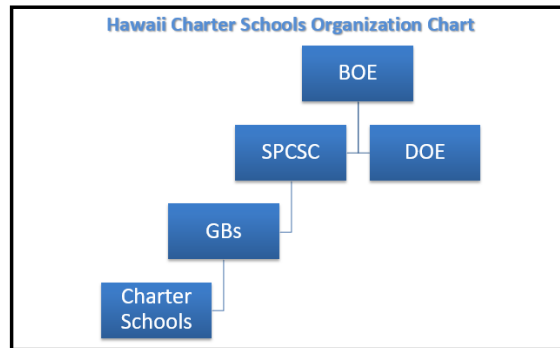 Hawaii Charter Schools Organization Chart
BOE
SPCSC
DOE
GBs
Charter
Schools